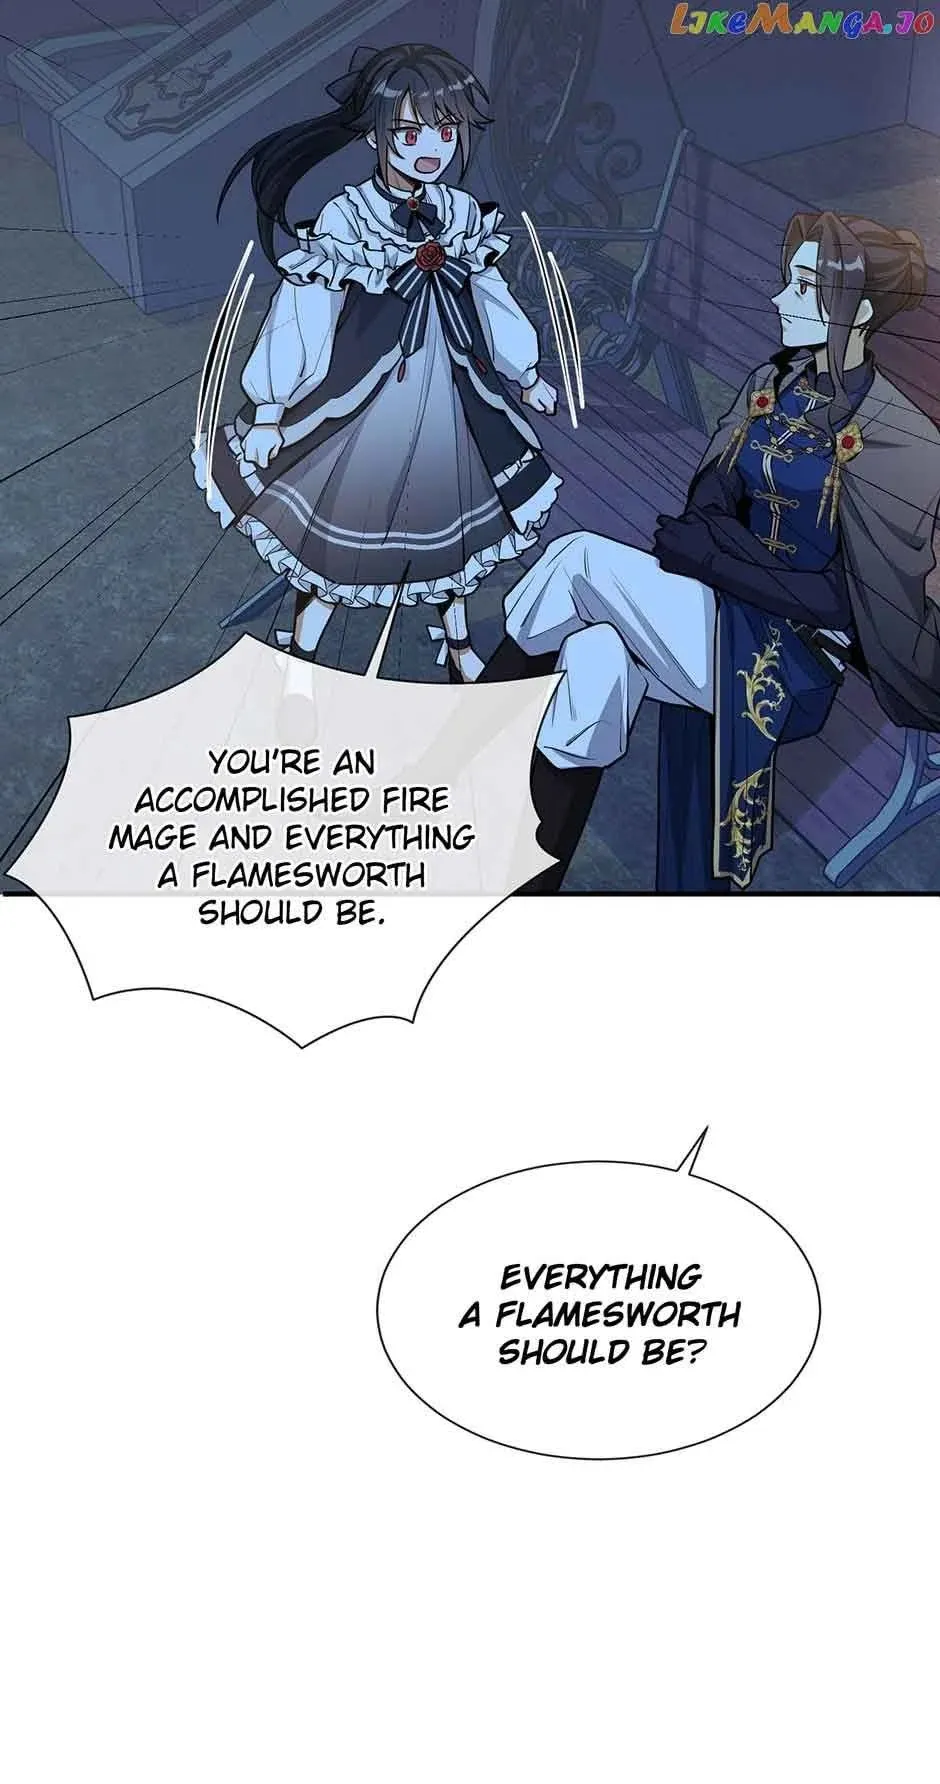 LIKEMANGA.IO
YOU'RE AN
ACCOMPLISHED FIRE
MAGE AND EVERYTHING
A FLAMESWORTH
SHOULD BE.
EVERYTHING
A FLAMESWORTH
SHOULD BE?